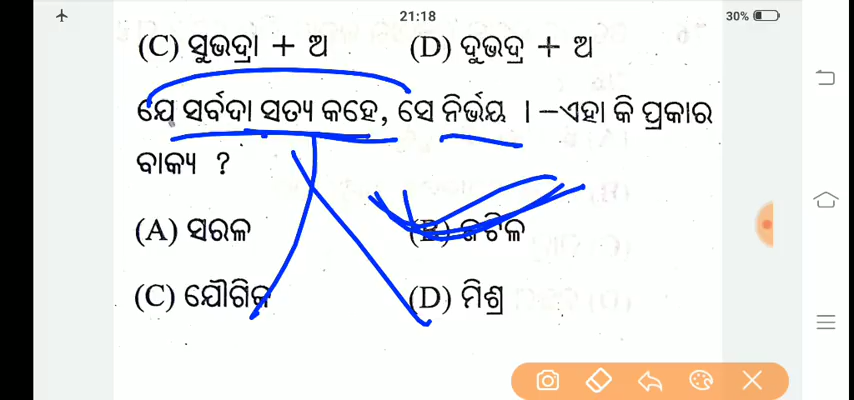 21:18
30%
(C) ସୁଭଦ୍ରା + ଅ (D) ଦୁଭଦ୍ର + ଅ
ଯେ ସର୍ବଦା ସତ୍ୟ କହେ, ସେ ନିର୍ଭୟ । –ଏହା କି ପ୍ରକାର
ବାକ୍ୟ ?
(A) ସରଳ (B) ଜଟିଳ
(C) ଯୌଗିକ (D) ମିଶ୍ର